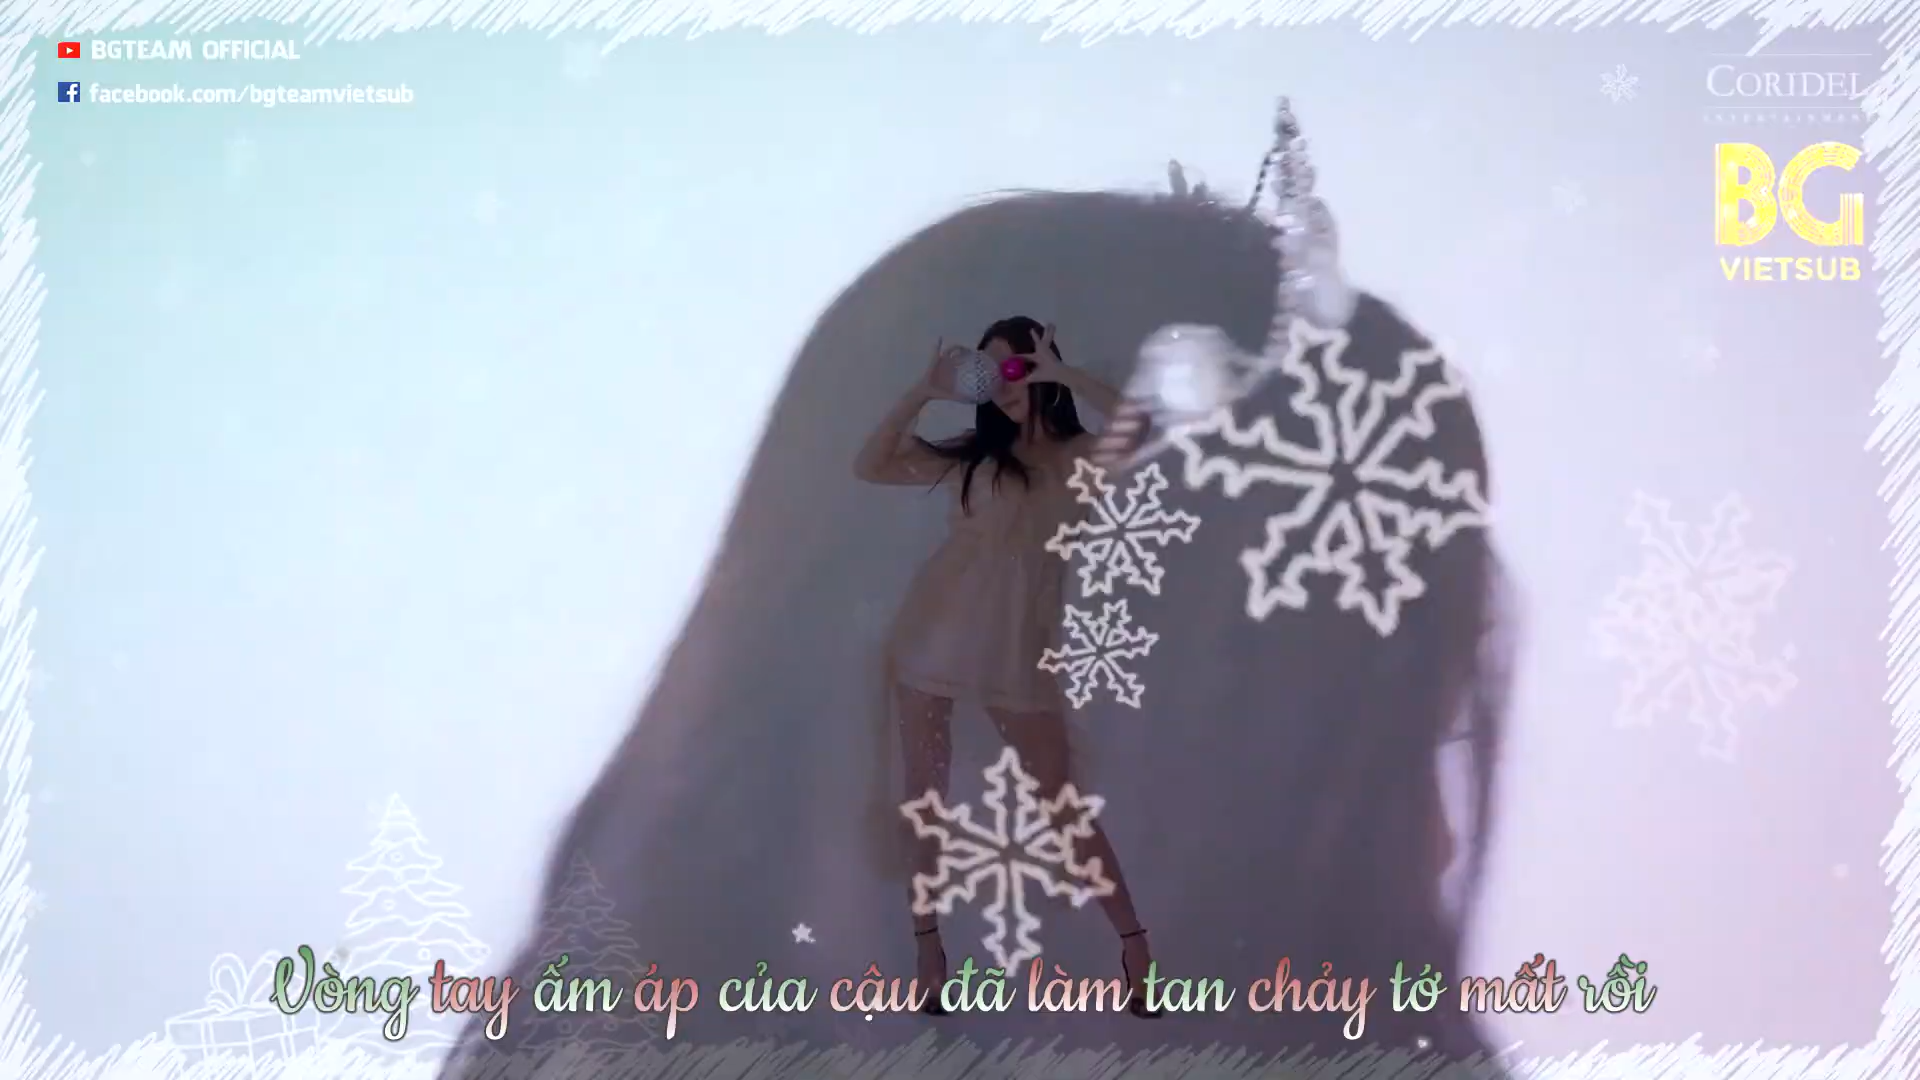 BGTEAM OFFICIAL
facebook.com/bgteamvietsub
CORIDEL
ENTERTAINMENT
BG
VIETSUB
Vòng tay ấm áp của cậu đã làm tan chảy tớ mất rồi